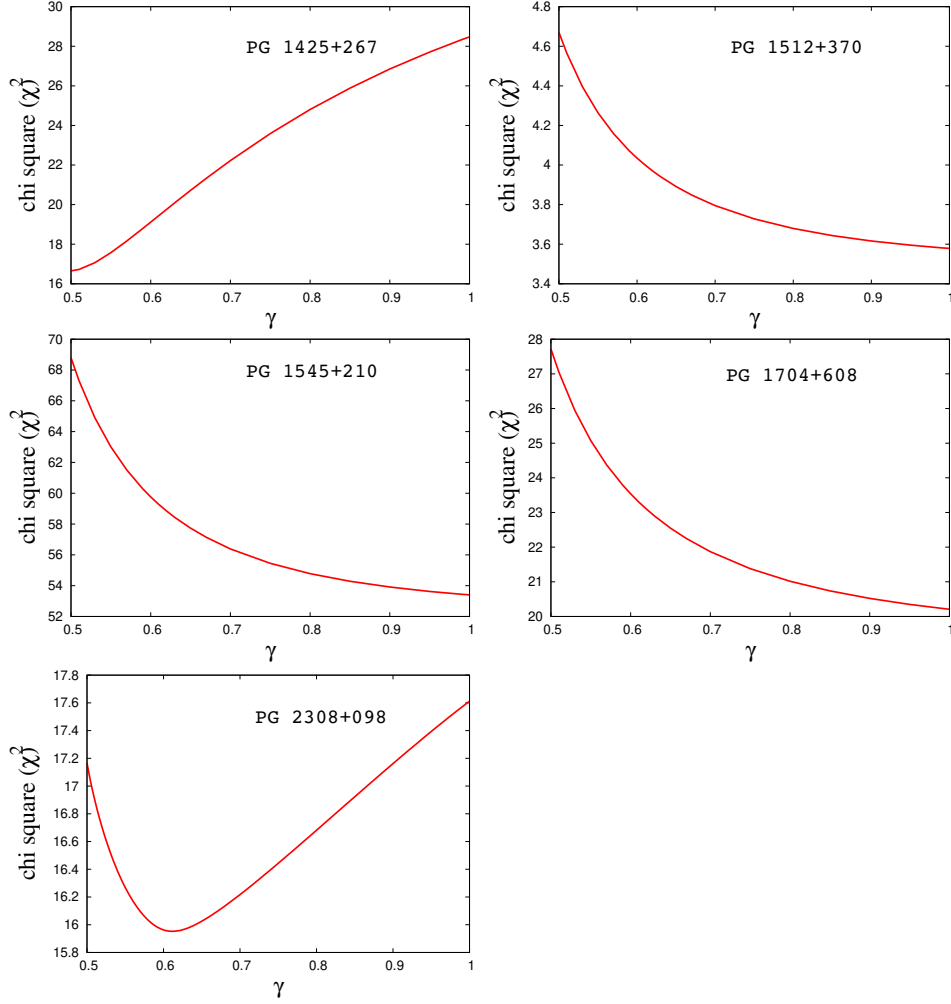 30
28
26
24
22
20
18
16
0.5 0.6 0.7 0.8 0.9 1
chi square (χ²)
γ
PG 1425+267
4.8
4.6
4.4
4.2
4
3.8
3.6
3.4
0.5 0.6 0.7 0.8 0.9 1
chi square (χ²)
γ
PG 1512+370
70
68
66
64
62
60
58
56
54
52
0.5 0.6 0.7 0.8 0.9 1
chi square (χ²)
γ
PG 1545+210
28
27
26
25
24
23
22
21
20
0.5 0.6 0.7 0.8 0.9 1
chi square (χ²)
γ
PG 1704+608
17.8
17.6
17.4
17.2
17
16.8
16.6
16.4
16.2
16
15.8
0.5 0.6 0.7 0.8 0.9 1
chi square (χ²)
γ
PG 2308+098